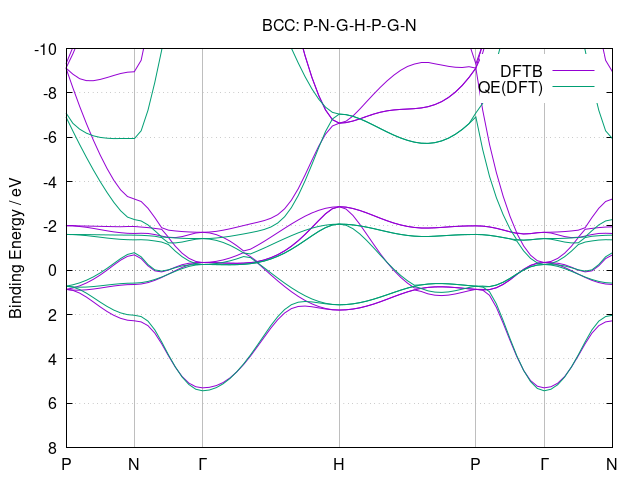 BCC: P-N-G-H-P-G-N
DFTB
QE(DFT)
Binding Energy / eV
-10
-8
-6
-4
-2
0
2
4
6
8
P N Γ H P Γ N